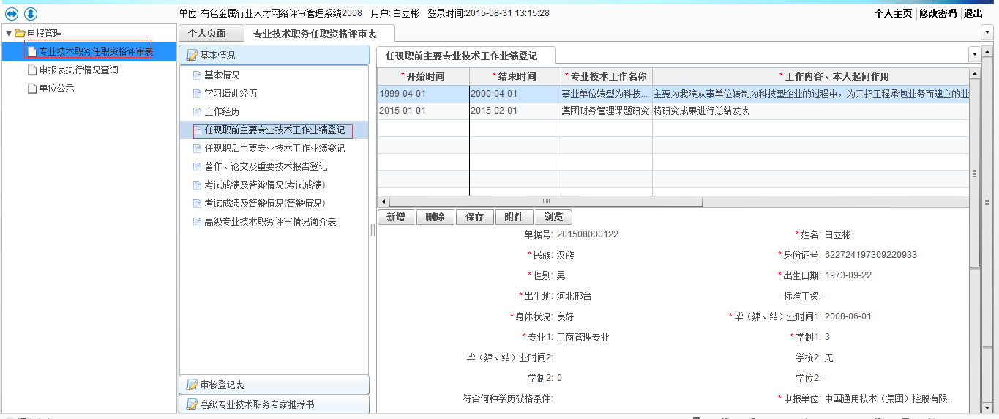 单位: 有色金属行业人才网络评审管理系统2008 用户: 白立彬 登录时间:2015-08-31 13:15:28 个人主页 修改密码 退出
申报管理
专业技术职务任职资格评审表
申报表执行情况查询
单位公示
个人页面 专业技术职务任职资格评审表
基本情况
基本情况
学习培训经历
工作经历
任现职前主要专业技术工作业绩登记
任现职后主要专业技术工作业绩登记
著作、论文及重要技术报告登记
考试成绩及答辩情况(考试成绩)
考试成绩及答辩情况(答辩情况)
高级专业技术职务评审情况简介表
审核登记表
高级专业技术职务专家推荐书
任现职前主要专业技术工作业绩登记
*开始时间 *结束时间 *专业技术工作名称 *工作内容、本人起何作用
1999-04-01 2000-04-01 事业单位转型为科技... 主要为我院从事单位转制为科技型企业的过程中，为开拓工程承包业务而建立的业
2015-01-01 2015-02-01 集团财务管理课题研究 将研究成果进行总结发表
新增 删除 保存 附件 浏览
单据号: 201508000122 *姓名: 白立彬
*民族: 汉族 *身份证号: 622724197309220933
*性别: 男 *出生日期: 1973-09-22
*出生地: 河北邢台 标准工资:
*身体状况: 良好 *毕（肄、结）业时间1: 2008-06-01
*专业1: 工商管理专业 *学制1: 3
毕（肄、结）业时间2: 学校2: 无
学制2: 0 学位2:
符合何种学历破格条件: *申报单位: 中国通用技术（集团）控股有限...